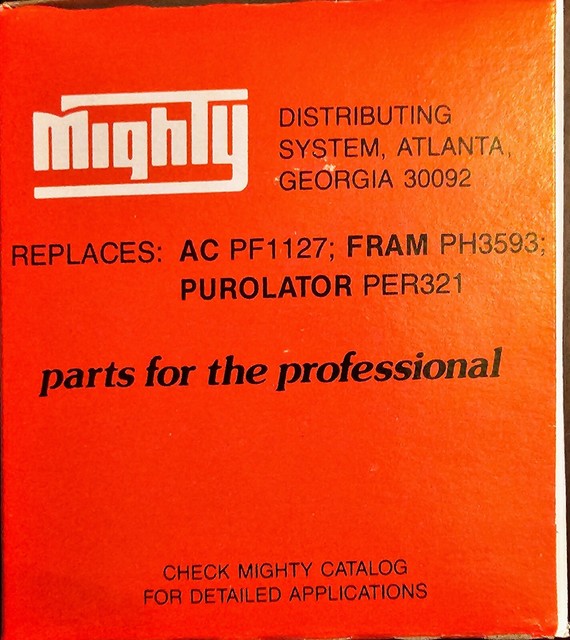 mighTy
DISTRIBUTING
SYSTEM, ATLANTA,
GEORGIA 30092
REPLACES: AC PF1127; FRAM PH3593;
PUROLATOR PER321
parts for the professional
CHECK MIGHTY CATALOG
FOR DETAILED APPLICATIONS